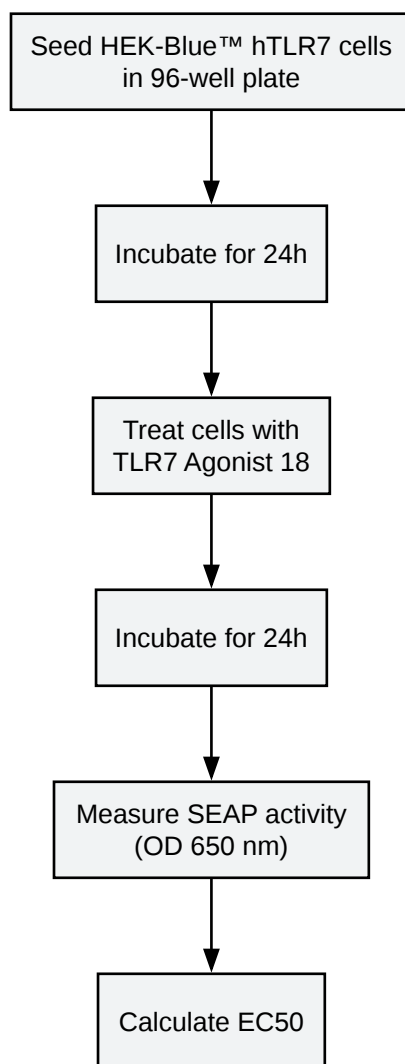 Seed HEK-Blue™ hTLR7 cells
in 96-well plate
Incubate for 24h
Treat cells with
TLR7 Agonist 18
Incubate for 24h
Measure SEAP activity
(OD 650 nm)
Calculate EC50